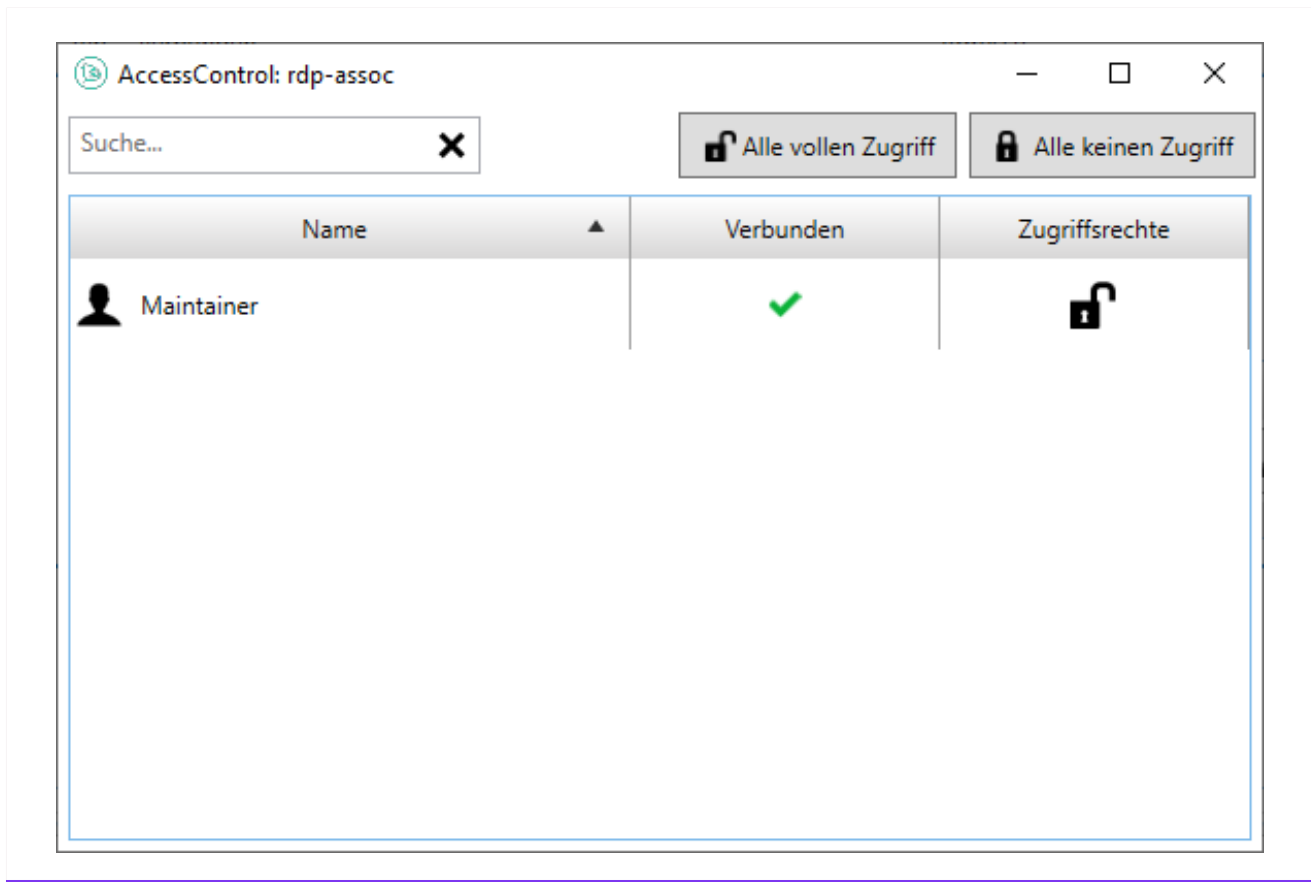 AccessControl: rdp-assoc
Suche...
Alle vollen Zugriff
Alle keinen Zugriff
Name
Verbunden
Zugriffsrechte
Maintainer